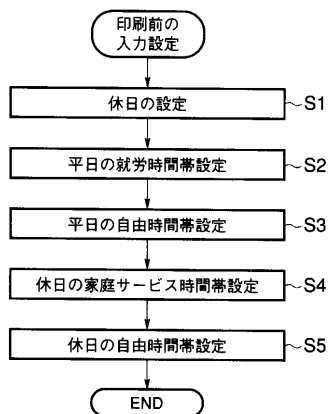 印刷前の
入力設定
休日の設定 ~S1
平日の就労時間帯設定 ~S2
平日の自由時間帯設定 ~S3
休日の家庭サービス時間帯設定 ~S4
休日の自由時間帯設定 ~S5
END